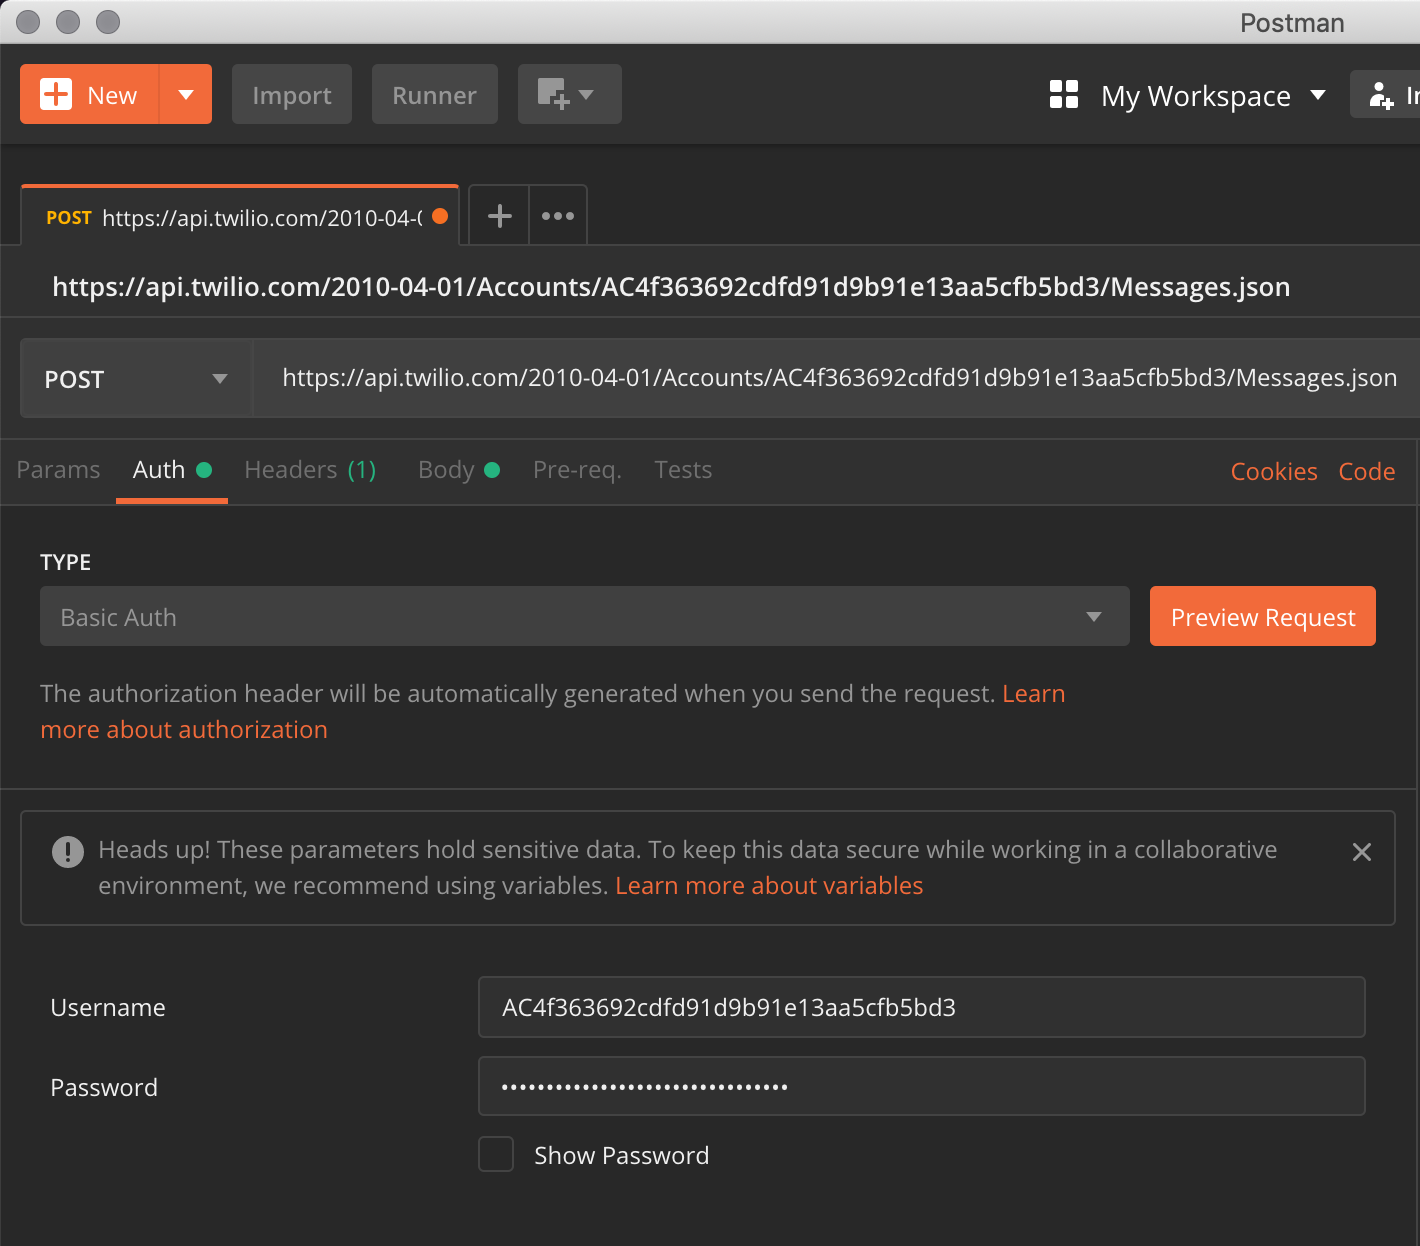 Postman
New Import Runner My Workspace
POST https://api.twilio.com/2010-04-
https://api.twilio.com/2010-04-01/Accounts/AC4f363692cdfd91d9b91e13aa5cfb5bd3/Messages.json
POST https://api.twilio.com/2010-04-01/Accounts/AC4f363692cdfd91d9b91e13aa5cfb5bd3/Messages.json
Params Auth Headers (1) Body Pre-req. Tests Cookies Code
TYPE
Basic Auth Preview Request
The authorization header will be automatically generated when you send the request. Learn
more about authorization
Heads up! These parameters hold sensitive data. To keep this data secure while working in a collaborative
environment, we recommend using variables. Learn more about variables
Username AC4f363692cdfd91d9b91e13aa5cfb5bd3
Password ••••••••••••••••••••••••••••••••
Show Password